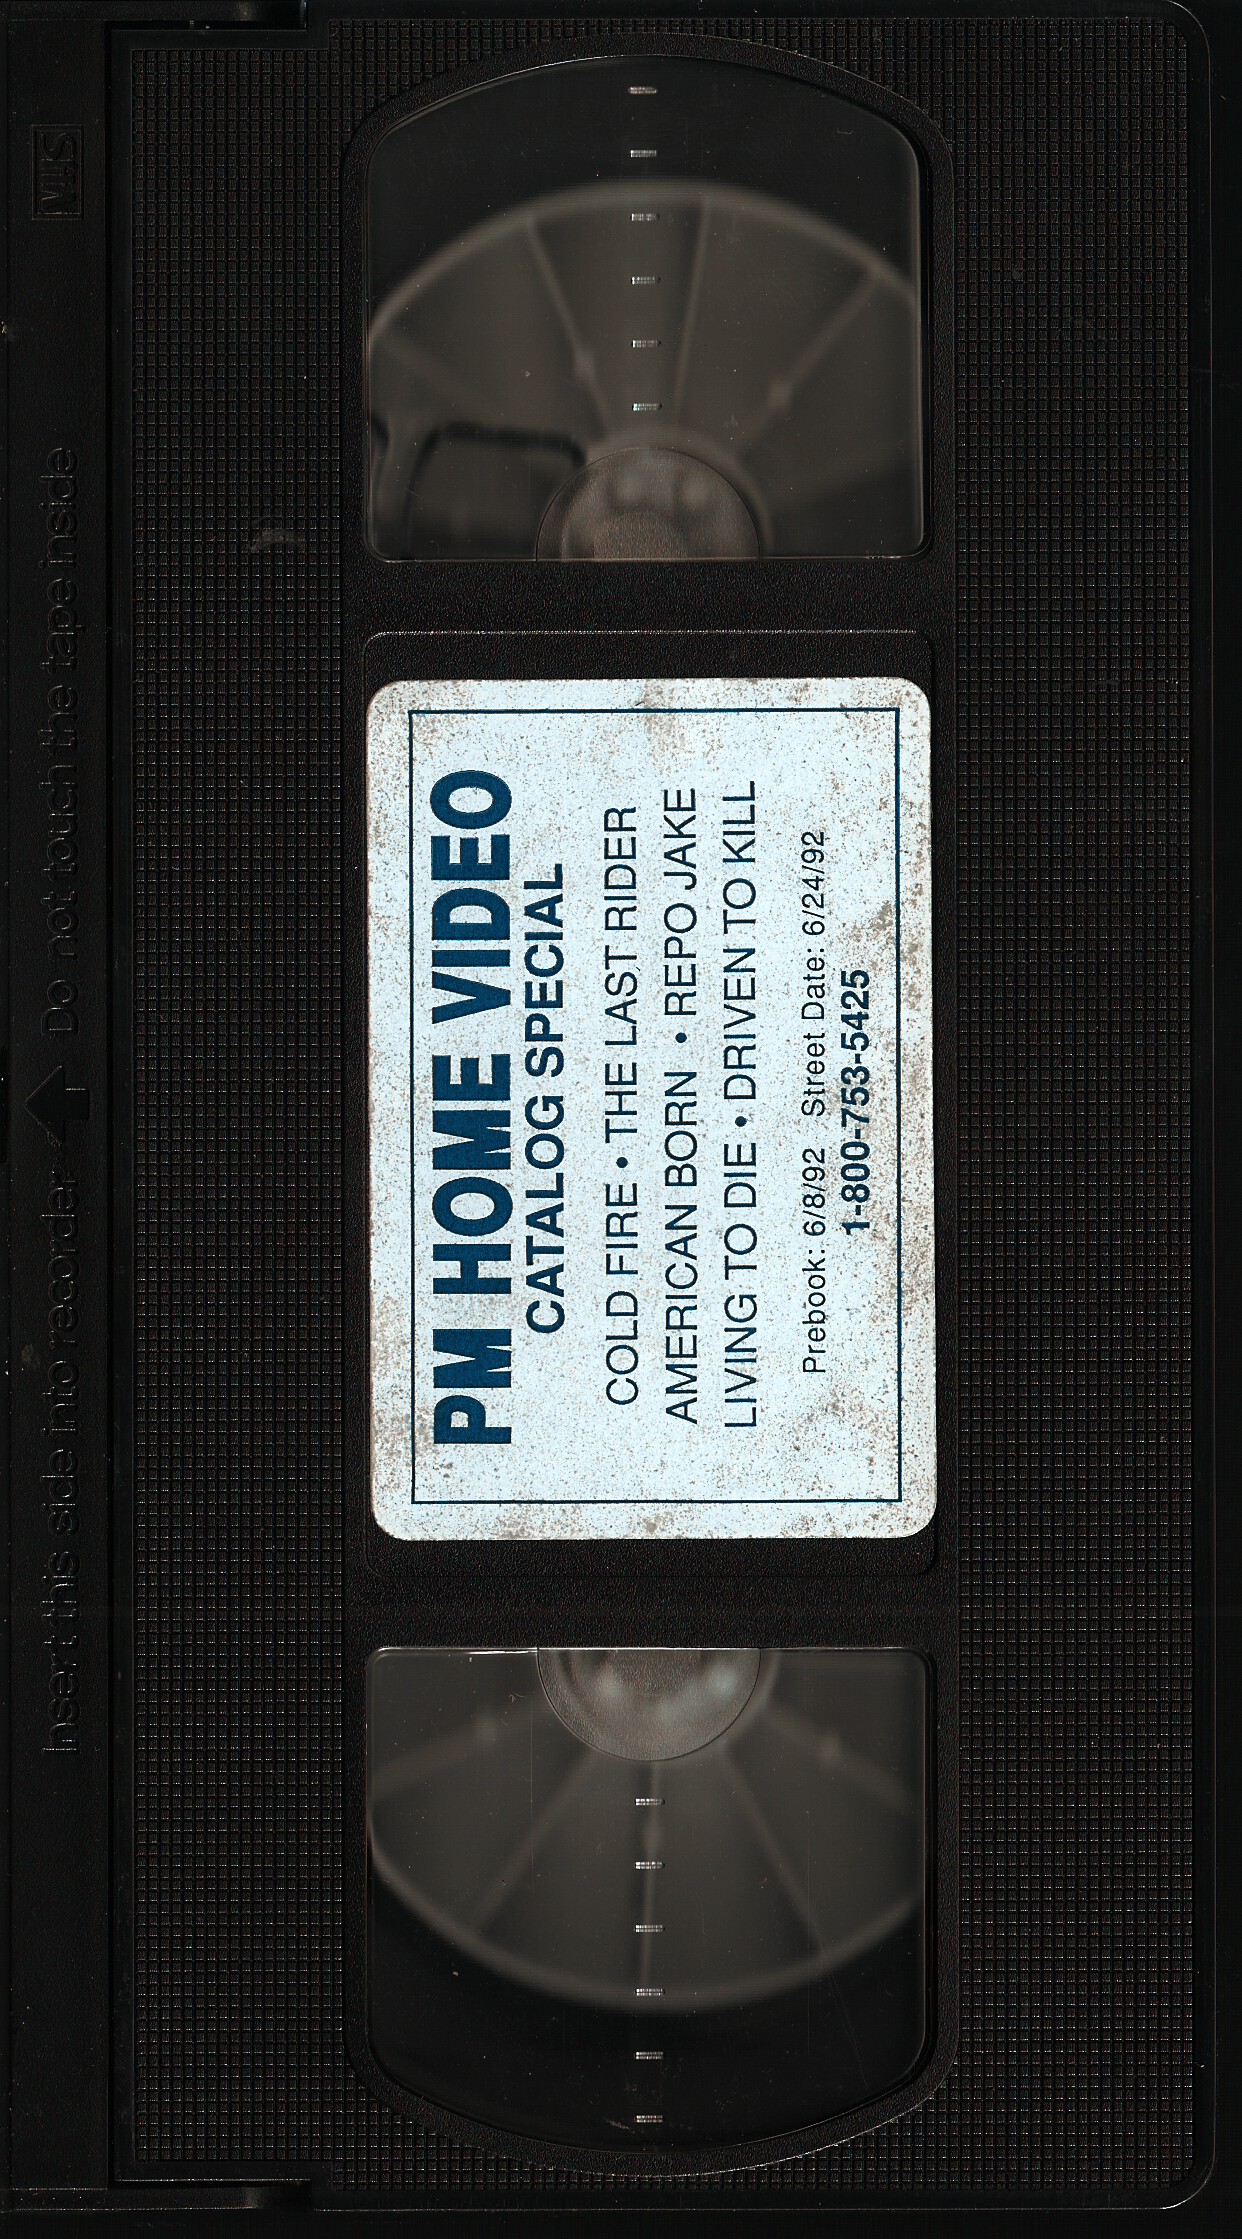 VHS
Insert this side into recorder Do not touch the tape inside
PM HOME VIDEO
CATALOG SPECIAL
COLD FIRE • THE LAST RIDER
AMERICAN BORN • REPO JAKE
LIVING TO DIE • DRIVEN TO KILL
Prebook: 6/8/92 Street Date: 6/24/92
1-800-753-5425